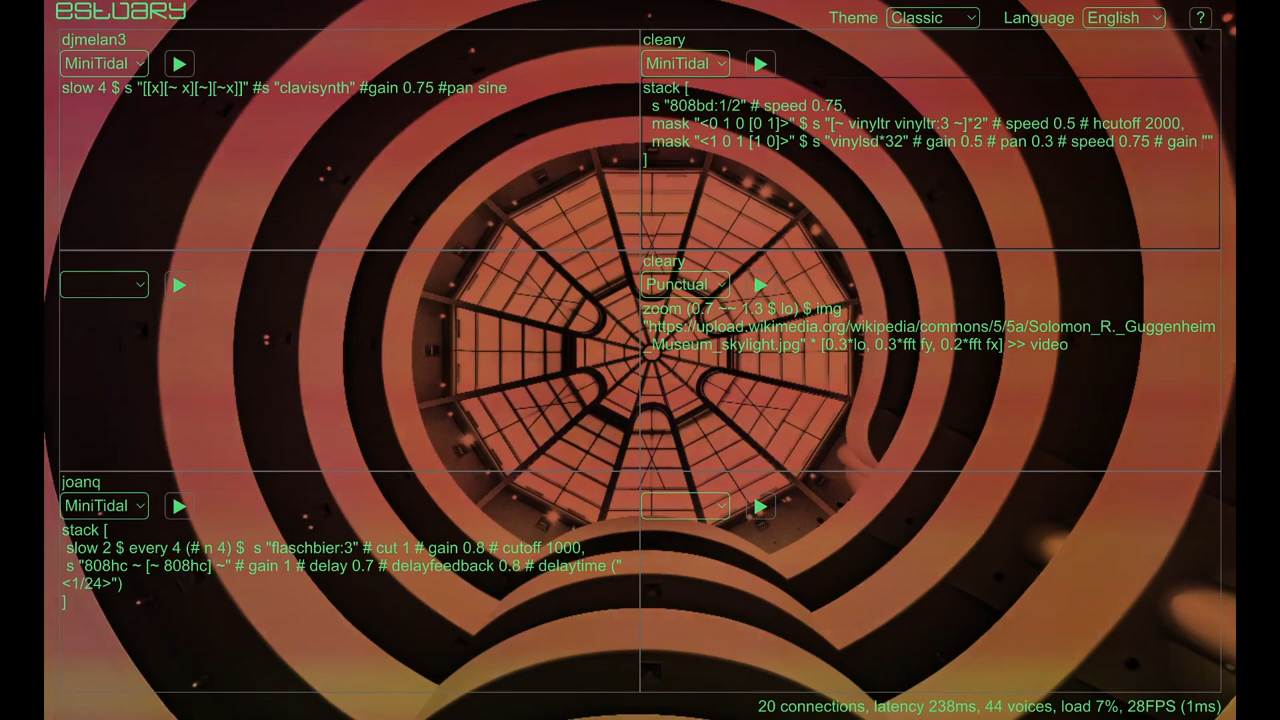 estuary
Theme Classic Language English ?
djmelan3
MiniTidal
slow 4 $ s "[[x][~ x][~][~x]]" #s "clavisynth" #gain 0.75 #pan sine
cleary
MiniTidal
stack [
s "808bd:1/2" # speed 0.75,
mask "<0 1 0 [0 1]>" $ s "[~ vinyltr vinyltr:3 ~]*2" # speed 0.5 # hcutoff 2000,
mask "<1 0 1 [1 0]>" $ s "vinylsd*32" # gain 0.5 # pan 0.3 # speed 0.75 # gain ""
]
cleary
Punctual
zoom (0.7 ~~ 1.3 $ lo) $ img
"https://upload.wikimedia.org/wikipedia/commons/5/5a/Solomon_R._Guggenheim
_Museum_skylight.jpg" * [0.3*lo, 0.3*fft fy, 0.2*fft fx] >> video
joanq
MiniTidal
stack [
slow 2 $ every 4 (# n 4) $ s "flaschbier:3" # cut 1 # gain 0.8 # cutoff 1000,
s "808hc ~ [~ 808hc] ~" # gain 1 # delay 0.7 # delayfeedback 0.8 # delaytime ("
<1/24>")
]
20 connections, latency 238ms, 44 voices, load 7%, 28FPS (1ms)